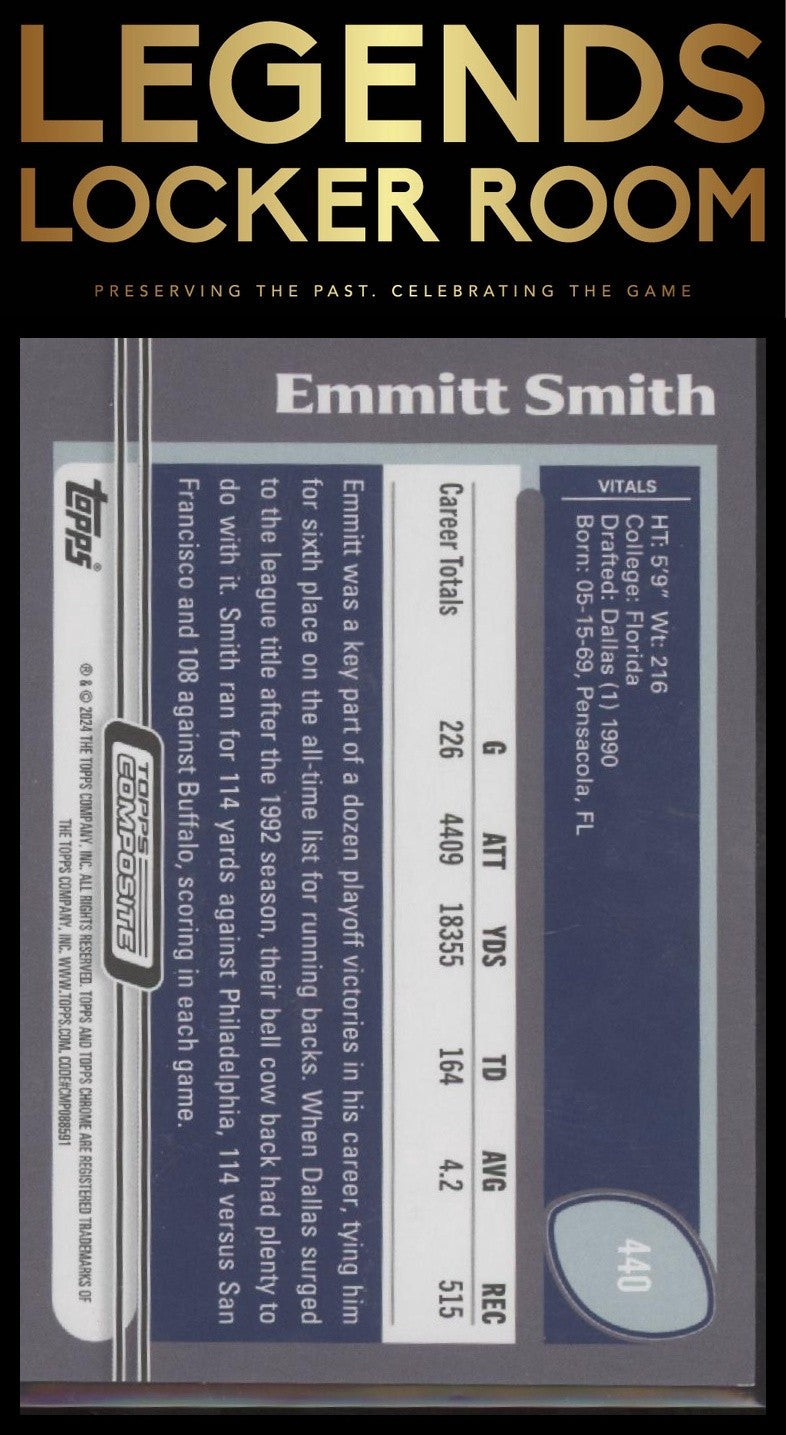 LEGENDS
LOCKER ROOM
PRESERVING THE PAST. CELEBRATING THE GAME
Emmitt Smith
440
VITALS
HT: 5'9" Wt: 216
College: Florida
Drafted: Dallas (1) 1990
Born: 05-15-69, Pensacola, FL
G ATT YDS TD AVG REC
Career Totals 226 4409 18355 164 4.2 515
Emmitt was a key part of a dozen playoff victories in his career, tying him
for sixth place on the all-time list for running backs. When Dallas surged
to the league title after the 1992 season, their bell cow back had plenty to
do with it. Smith ran for 114 yards against Philadelphia, 114 versus San
Francisco and 108 against Buffalo, scoring in each game.
TOPPS
COMPOSITE
topps®
® & © 2024 THE TOPPS COMPANY, INC. ALL RIGHTS RESERVED. TOPPS AND TOPPS CHROME ARE REGISTERED TRADEMARKS OF
THE TOPPS COMPANY, INC. WWW.TOPPS.COM. CODE#CMP088591